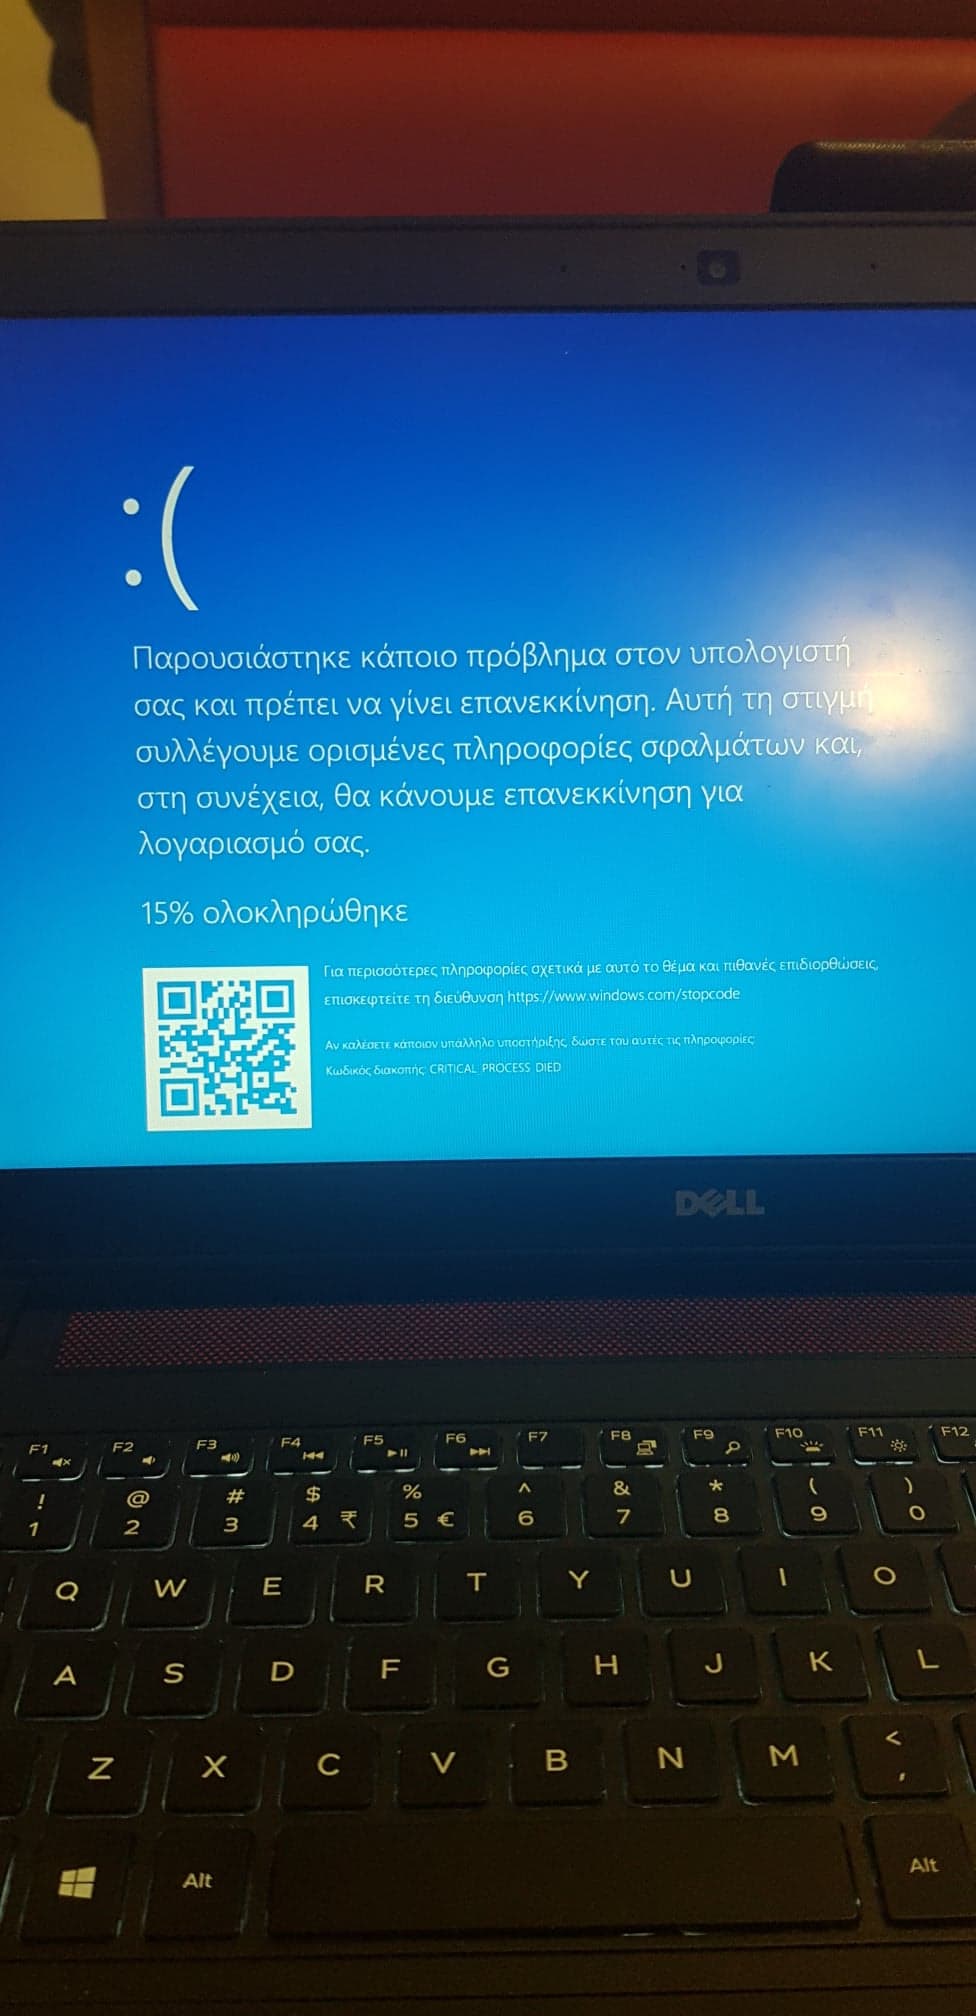 :(
Παρουσιάστηκε κάποιο πρόβλημα στον υπολογιστή
σας και πρέπει να γίνει επανεκκίνηση. Αυτή τη στιγμή
συλλέγουμε ορισμένες πληροφορίες σφαλμάτων και,
στη συνέχεια, θα κάνουμε επανεκκίνηση για
λογαριασμό σας.
15% ολοκληρώθηκε
Για περισσότερες πληροφορίες σχετικά με αυτό το θέμα και πιθανές επιδιορθώσεις,
επισκεφτείτε τη διεύθυνση https://www.windows.com/stopcode
Αν καλέσετε κάποιον υπάλληλο υποστήριξης, δώστε του αυτές τις πληροφορίες:
Κωδικός διακοπής: CRITICAL_PROCESS_DIED
DELL
F1 F2 F3 F4 F5 F6 F7 F8 F9 F10 F11 F12
! @ # $ % ^ & * ( )
1 2 3 4 ₹ 5 € 6 7 8 9 0
Q W E R T Y U I O
A S D F G H J K L
Z X C V B N M < ,
Alt Alt